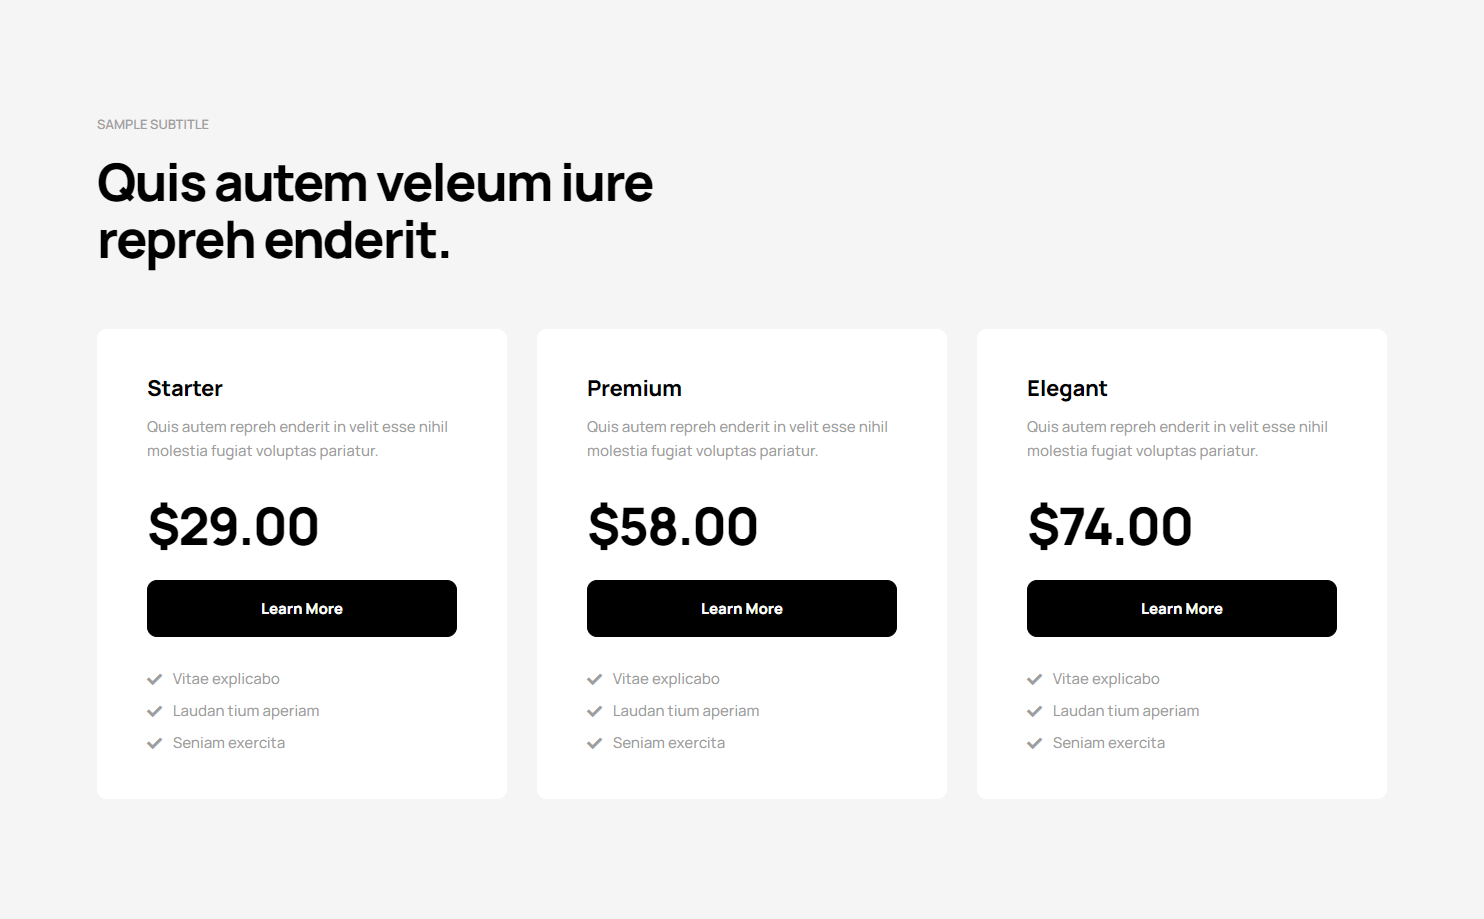 SAMPLE SUBTITLE
Quis autem veleum iure
repreh enderit.
Starter
Quis autem repreh enderit in velit esse nihil
molestia fugiat voluptas pariatur.
$29.00
Learn More
Vitae explicabo
Laudan tium aperiam
Seniam exercita
Premium
Quis autem repreh enderit in velit esse nihil
molestia fugiat voluptas pariatur.
$58.00
Learn More
Vitae explicabo
Laudan tium aperiam
Seniam exercita
Elegant
Quis autem repreh enderit in velit esse nihil
molestia fugiat voluptas pariatur.
$74.00
Learn More
Vitae explicabo
Laudan tium aperiam
Seniam exercita